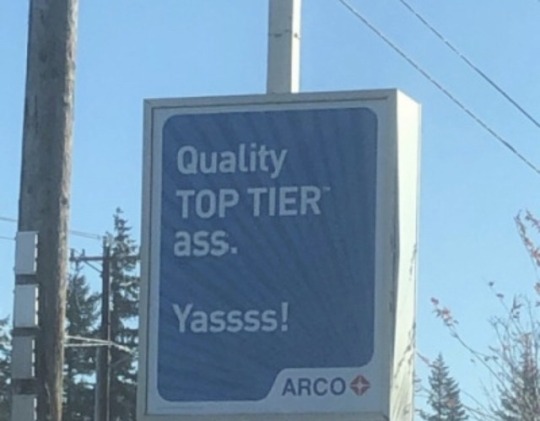 Quality
TOP TIER™
ass.
Yassss!
ARCO